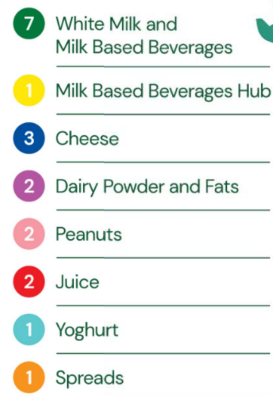 7 White Milk and
Milk Based Beverages
1 Milk Based Beverages Hub
3 Cheese
2 Dairy Powder and Fats
2 Peanuts
2 Juice
1 Yoghurt
1 Spreads